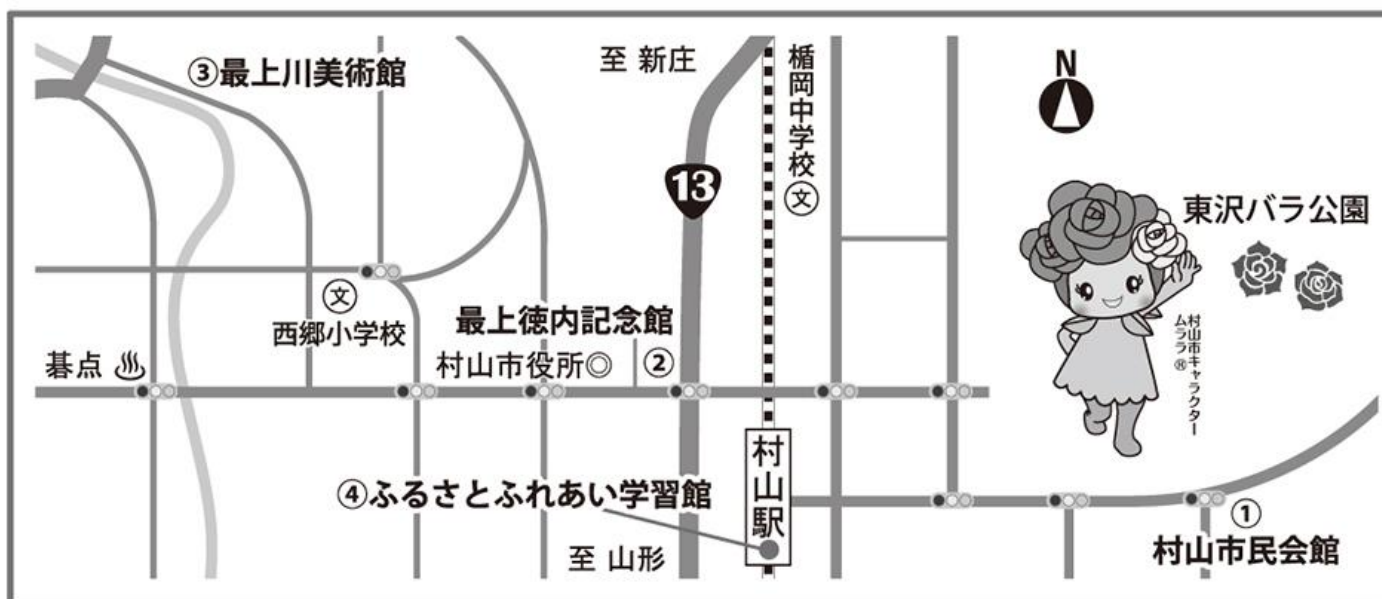 ③最上川美術館
至 新庄
楯岡中学校
文
N
13
東沢バラ公園
村山市キャラクター
ムララ ㊗
文
西郷小学校
最上徳内記念館
村山市役所◎
②
碁点♨
村山駅
④ふるさとふれあい学習館
至 山形
①
村山市民会館